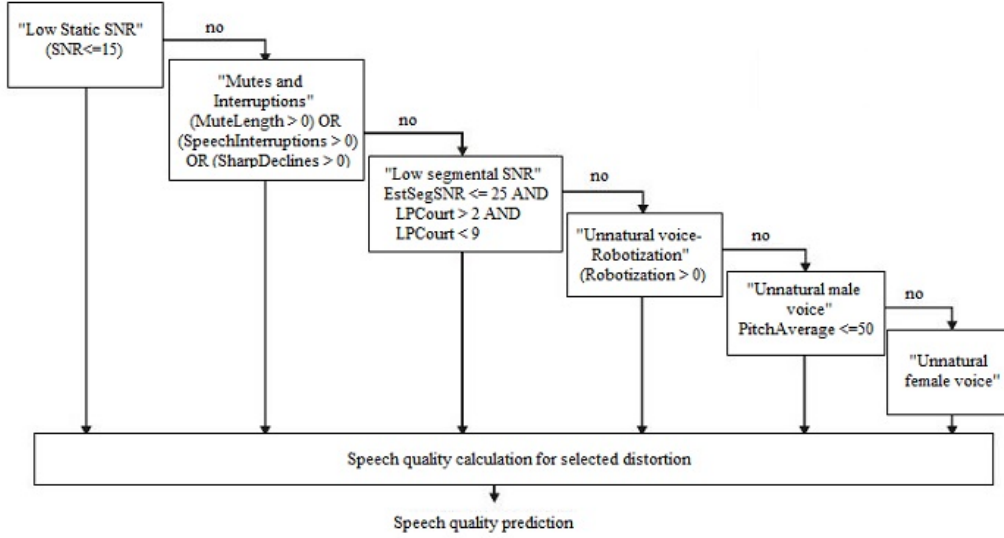 "Low Static SNR"
(SNR<=15)
no
"Mutes and
Interruptions"
(MuteLength > 0) OR
(SpeechInterruptions > 0)
OR (SharpDeclines > 0)
no
"Low segmental SNR"
EstSegSNR <= 25 AND
LPCourt > 2 AND
LPCourt < 9
no
"Unnatural voice-
Robotization"
(Robotization > 0)
no
"Unnatural male
voice"
PitchAverage <=50
no
"Unnatural
female voice"
Speech quality calculation for selected distortion
Speech quality prediction